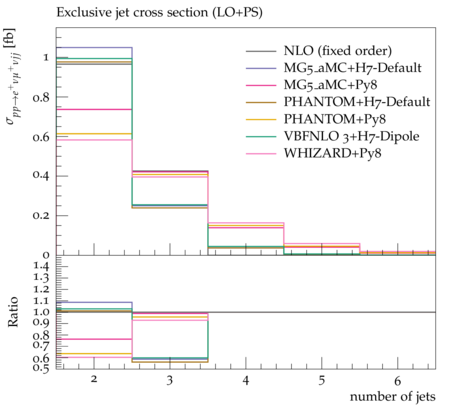 Exclusive jet cross section (LO+PS)
σpp→e⁺νμ⁺νjj [fb]
1
0.8
0.6
0.4
0.2
0
NLO (fixed order)
MG5_aMC+H7-Default
MG5_aMC+Py8
PHANTOM+H7-Default
PHANTOM+Py8
VBFNLO 3+H7-Dipole
WHIZARD+Py8
Ratio
1.4
1.3
1.2
1.1
1.0
0.9
0.8
0.7
0.6
0.5
2 3 4 5 6
number of jets